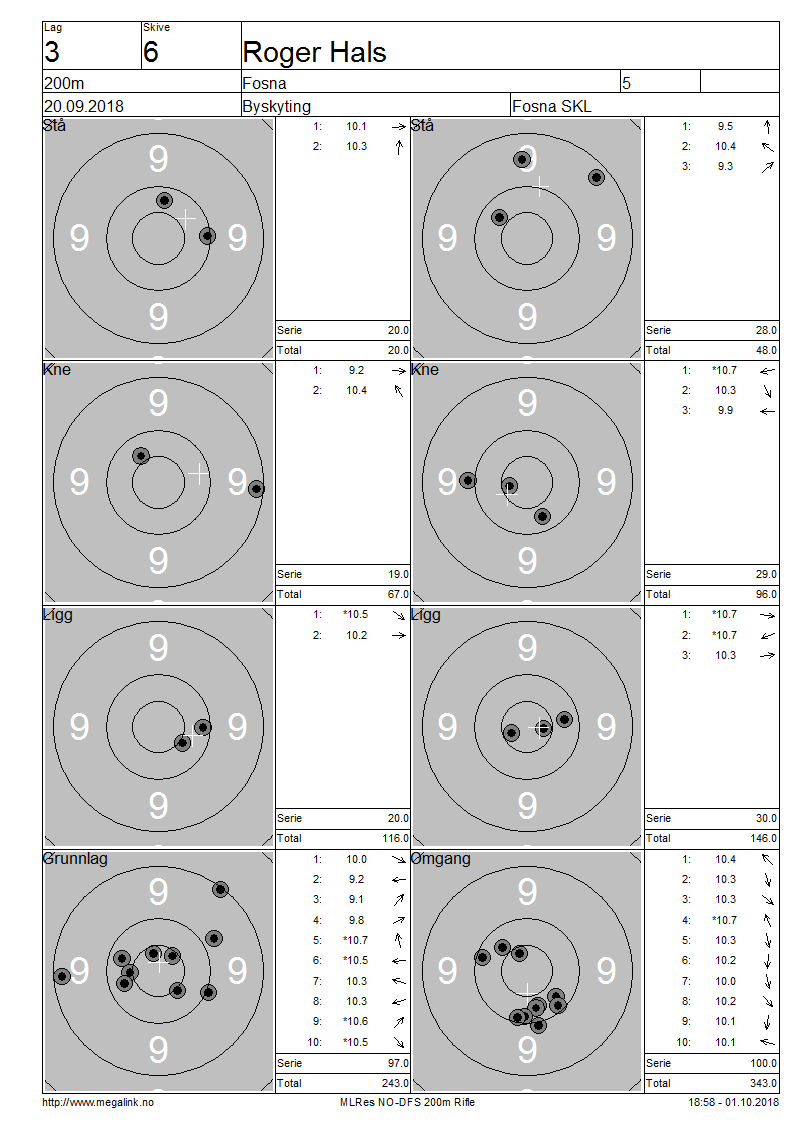 Lag Skive
3 6 Roger Hals
200m Fosna 5
20.09.2018 Byskyting Fosna SKL
Stå
9
9 9
9
1: 10.1
2: 10.3
Serie 20.0
Total 20.0
Stå
9
9 9
9
1: 9.5
2: 10.4
3: 9.3
Serie 28.0
Total 48.0
Kne
9
9 9
9
1: 9.2
2: 10.4
Serie 19.0
Total 67.0
Kne
9
9 9
9
1: *10.7
2: 10.3
3: 9.9
Serie 29.0
Total 96.0
Ligg
9
9 9
9
1: *10.5
2: 10.2
Serie 20.0
Total 116.0
Ligg
9
9 9
9
1: *10.7
2: *10.7
3: 10.3
Serie 30.0
Total 146.0
Grunnlag
9
9 9
9
1: 10.0
2: 9.2
3: 9.1
4: 9.8
5: *10.7
6: *10.5
7: 10.3
8: 10.3
9: *10.6
10: *10.5
Serie 97.0
Total 243.0
Omgang
9
9 9
9
1: 10.4
2: 10.3
3: 10.3
4: *10.7
5: 10.3
6: 10.2
7: 10.0
8: 10.2
9: 10.1
10: 10.1
Serie 100.0
Total 343.0
http://www.megalink.no MLRes NO-DFS 200m Rifle 18:58 - 01.10.2018